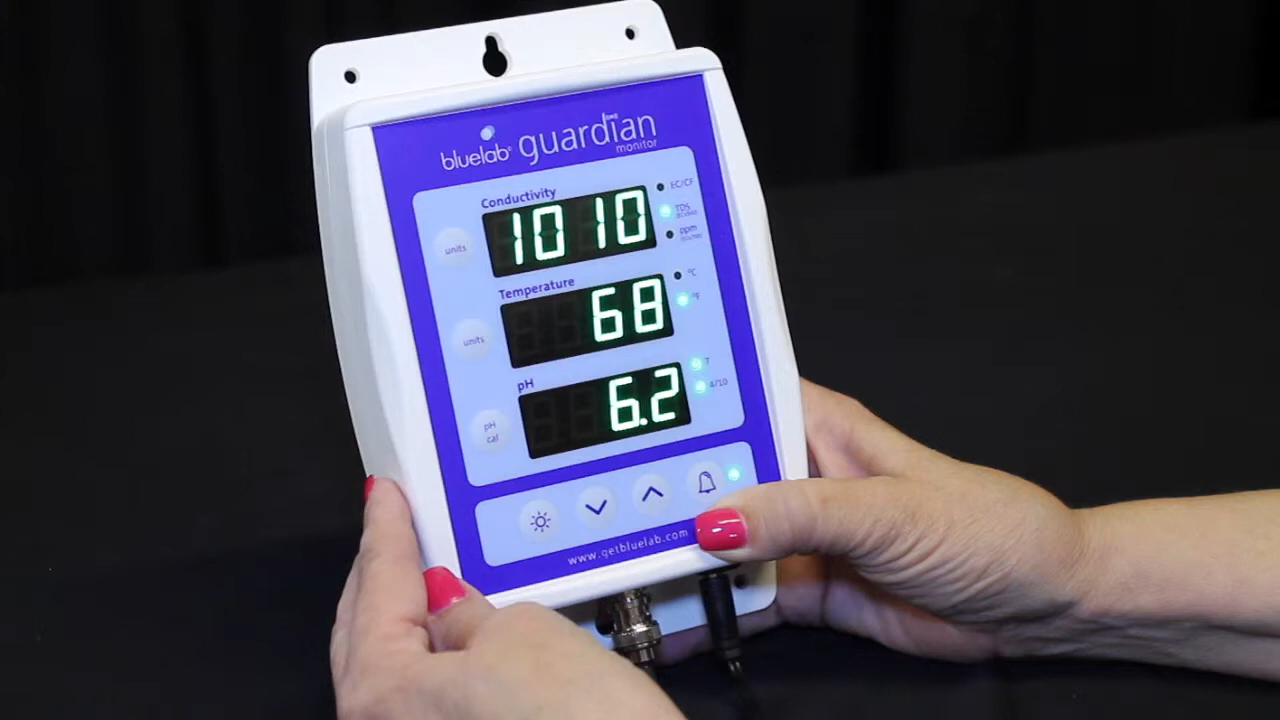 bluelab® guardian
monitor
Conductivity
1010
EC/CF
TDS
ppm
units
Temperature
68
°C
°F
units
pH
6.2
7
4/10
pH
cal
www.getbluelab.com